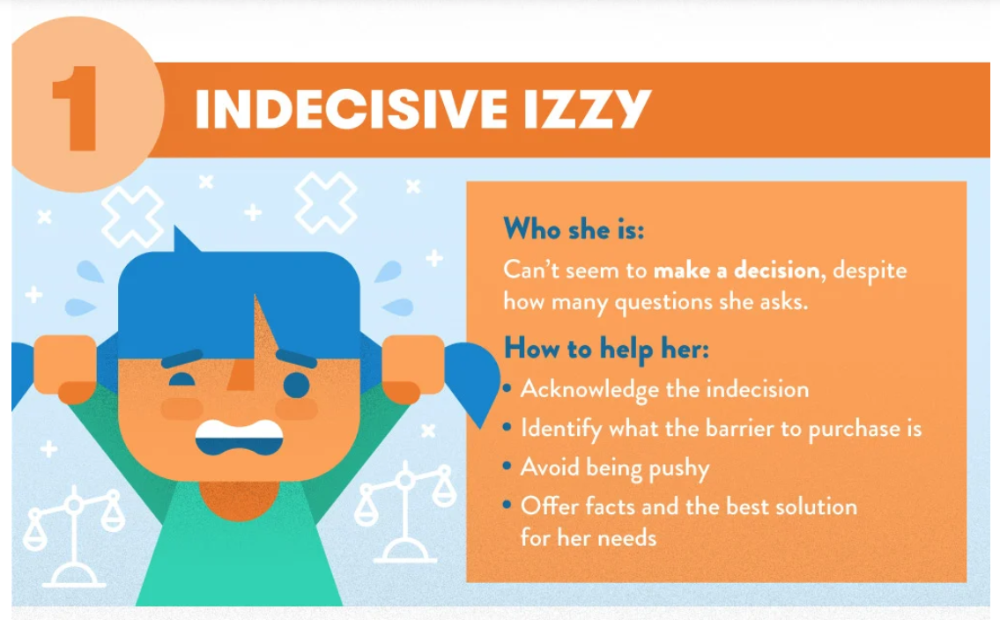 1
INDECISIVE IZZY
Who she is:
Can't seem to make a decision, despite
how many questions she asks.
How to help her:
• Acknowledge the indecision
• Identify what the barrier to purchase is
• Avoid being pushy
• Offer facts and the best solution
for her needs